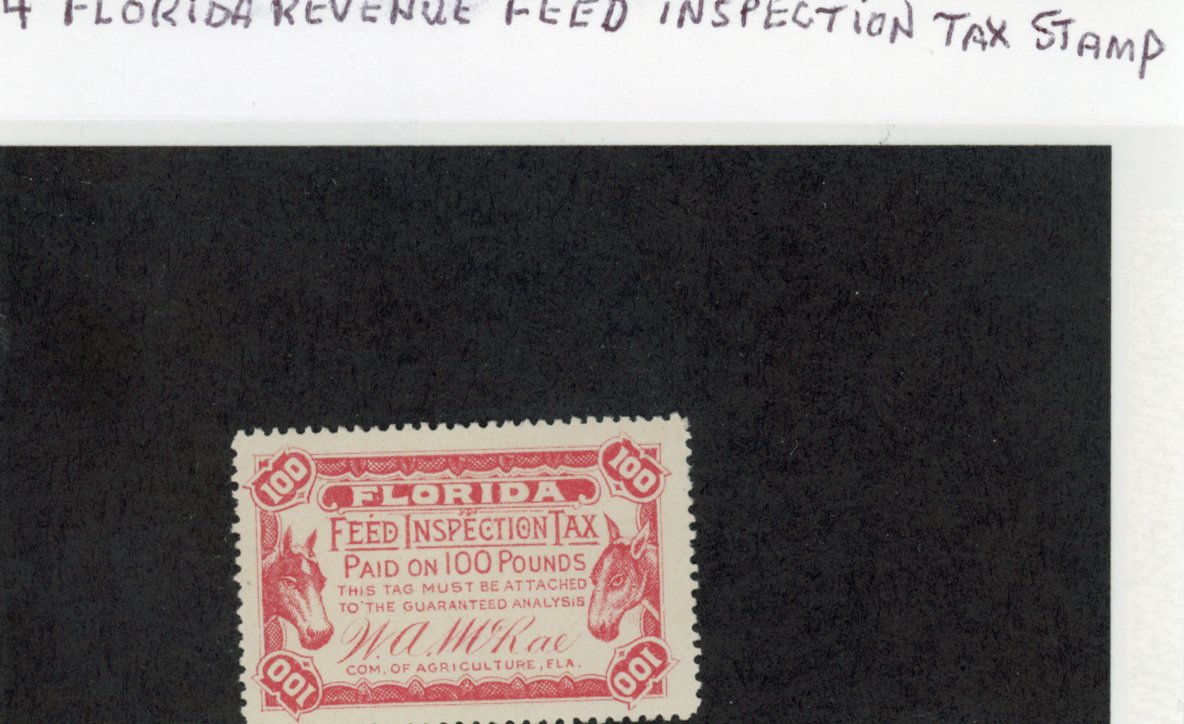 4 FLORIDA REVENUE FEED INSPECTION TAX STAMP
100 100
FLORIDA
FEED INSPECTION TAX
PAID ON 100 POUNDS
THIS TAG MUST BE ATTACHED
TO THE GUARANTEED ANALYSIS
W. A. McRae
COM. OF AGRICULTURE, FLA.
100 100